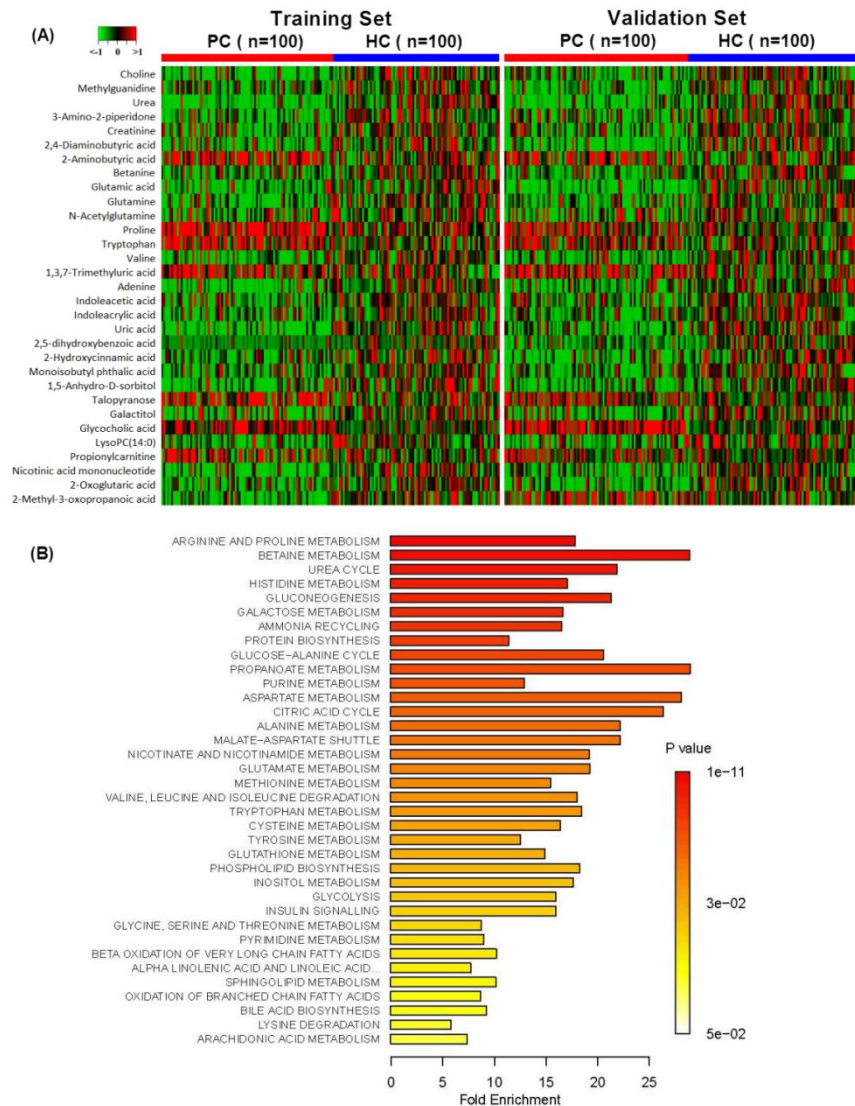 Training Set
Validation Set
(A)
<-1 0 >1
PC ( n=100)
HC ( n=100)
PC ( n=100)
HC ( n=100)
Choline
Methylguanidine
Urea
3-Amino-2-piperidone
Creatinine
2,4-Diaminobutyric acid
2-Aminobutyric acid
Betanine
Glutamic acid
Glutamine
N-Acetylglutamine
Proline
Tryptophan
Valine
1,3,7-Trimethyluric acid
Adenine
Indoleacetic acid
Indoleacrylic acid
Uric acid
2,5-dihydroxybenzoic acid
2-Hydroxycinnamic acid
Monoisobutyl phthalic acid
1,5-Anhydro-D-sorbitol
Talopyranose
Galactitol
Glycocholic acid
LysoPC(14:0)
Propionylcarnitine
Nicotinic acid mononucleotide
2-Oxoglutaric acid
2-Methyl-3-oxopropanoic acid
(B)
ARGININE AND PROLINE METABOLISM
BETAINE METABOLISM
UREA CYCLE
HISTIDINE METABOLISM
GLUCONEOGENESIS
GALACTOSE METABOLISM
AMMONIA RECYCLING
PROTEIN BIOSYNTHESIS
GLUCOSE-ALANINE CYCLE
PROPANOATE METABOLISM
PURINE METABOLISM
ASPARTATE METABOLISM
CITRIC ACID CYCLE
ALANINE METABOLISM
MALATE-ASPARTATE SHUTTLE
NICOTINATE AND NICOTINAMIDE METABOLISM
GLUTAMATE METABOLISM
METHIONINE METABOLISM
VALINE, LEUCINE AND ISOLEUCINE DEGRADATION
TRYPTOPHAN METABOLISM
CYSTEINE METABOLISM
TYROSINE METABOLISM
GLUTATHIONE METABOLISM
PHOSPHOLIPID BIOSYNTHESIS
INOSITOL METABOLISM
GLYCOLYSIS
INSULIN SIGNALLING
GLYCINE, SERINE AND THREONINE METABOLISM
PYRIMIDINE METABOLISM
BETA OXIDATION OF VERY LONG CHAIN FATTY ACIDS
ALPHA LINOLENIC ACID AND LINOLEIC ACID...
SPHINGOLIPID METABOLISM
OXIDATION OF BRANCHED CHAIN FATTY ACIDS
BILE ACID BIOSYNTHESIS
LYSINE DEGRADATION
ARACHIDONIC ACID METABOLISM
P value
1e-11
3e-02
5e-02
0 5 10 15 20 25
Fold Enrichment